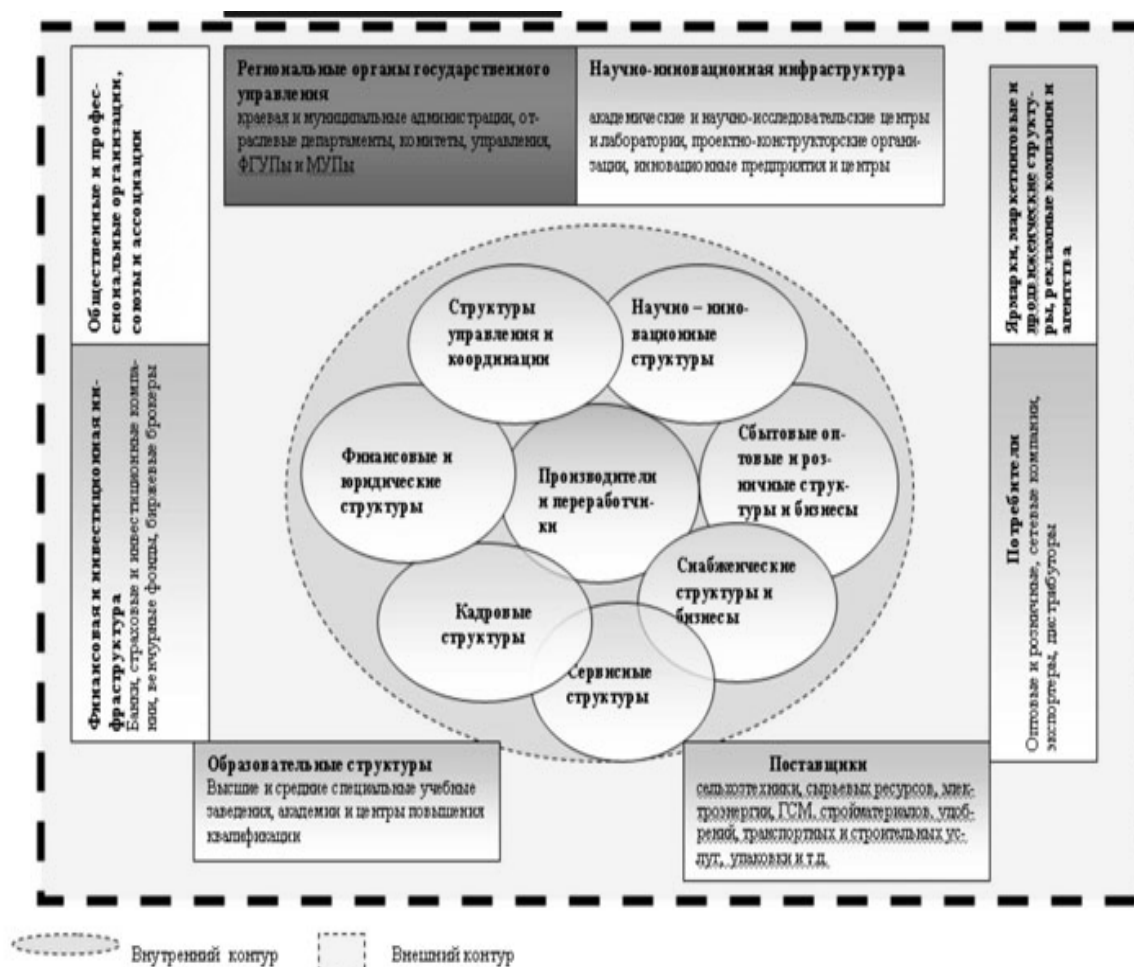 Региональные органы государственного
управления
краевая и муниципальные администрации, от-
раслевые департаменты, комитеты, управления,
ФГУПы и МУПы
Научно-инновационная инфраструктура
академические и научно-исследовательские центры
и лаборатории, проектно-конструкторские органи-
зации, инновационные предприятия и центры
Общественные и профес-
сиональные организации,
союзы и ассоциации
Ярмарки, маркетинговые и
продвиженческие структу-
ры, рекламные компании и
агентства
Структуры
управления и
координации
Научно – инно-
вационные
структуры
Финансовые и
юридические
структуры
Производители
и переработчи-
ки
Сбытовые оп-
товые и роз-
ничные струк-
туры и бизнесы
Кадровые
структуры
Снабженческие
структуры и
бизнесы
Сервисные
структуры
Финансовая и инвестиционная ин-
фраструктура
Банки, страховые и инвестиционные компа-
нии, венчурные фонды, биржевые брокеры
Потребители
Оптовые и розничные, сетевые компании,
экспортеры, дистрибуторы
Образовательные структуры
Высшие и средние специальные учебные
заведения, академии и центры повышения
квалификации
Поставщики
сельхозтехники, сырьевых ресурсов, элек-
троэнергии, ГСМ, стройматериалов, удоб-
рений, транспортных и строительных ус-
луг, упаковки и т.д.
Внутренний контур
Внешний контур